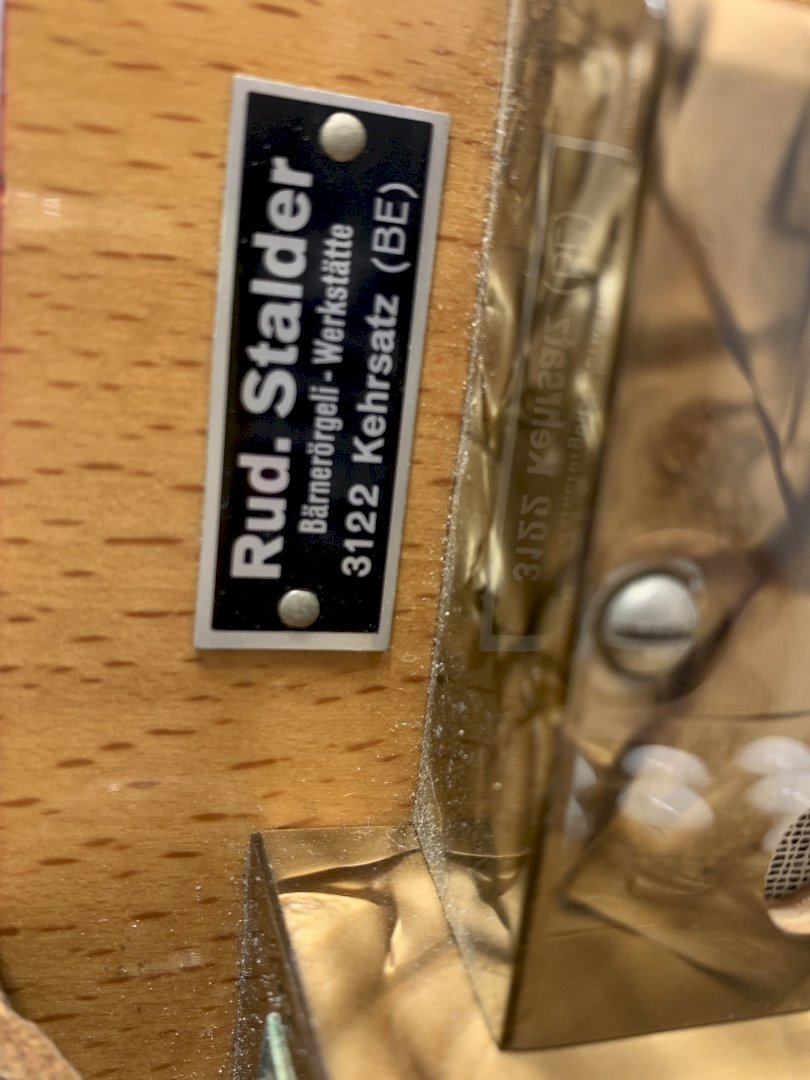 Rud. Stalder
Bärnerörgeli - Werkstätte
3122 Kehrsatz (BE)